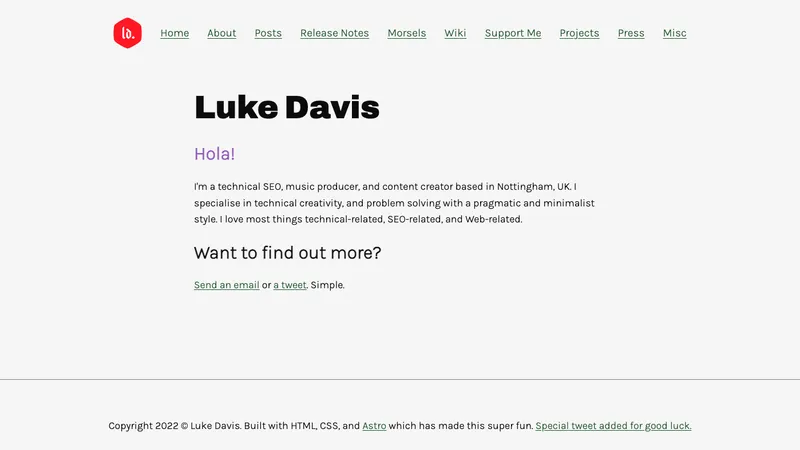 ld.
Home About Posts Release Notes Morsels Wiki Support Me Projects Press Misc
Luke Davis
Hola!
I'm a technical SEO, music producer, and content creator based in Nottingham, UK. I
specialise in technical creativity, and problem solving with a pragmatic and minimalist
style. I love most things technical-related, SEO-related, and Web-related.
Want to find out more?
Send an email or a tweet. Simple.
Copyright 2022 © Luke Davis. Built with HTML, CSS, and Astro which has made this super fun. Special tweet added for good luck.